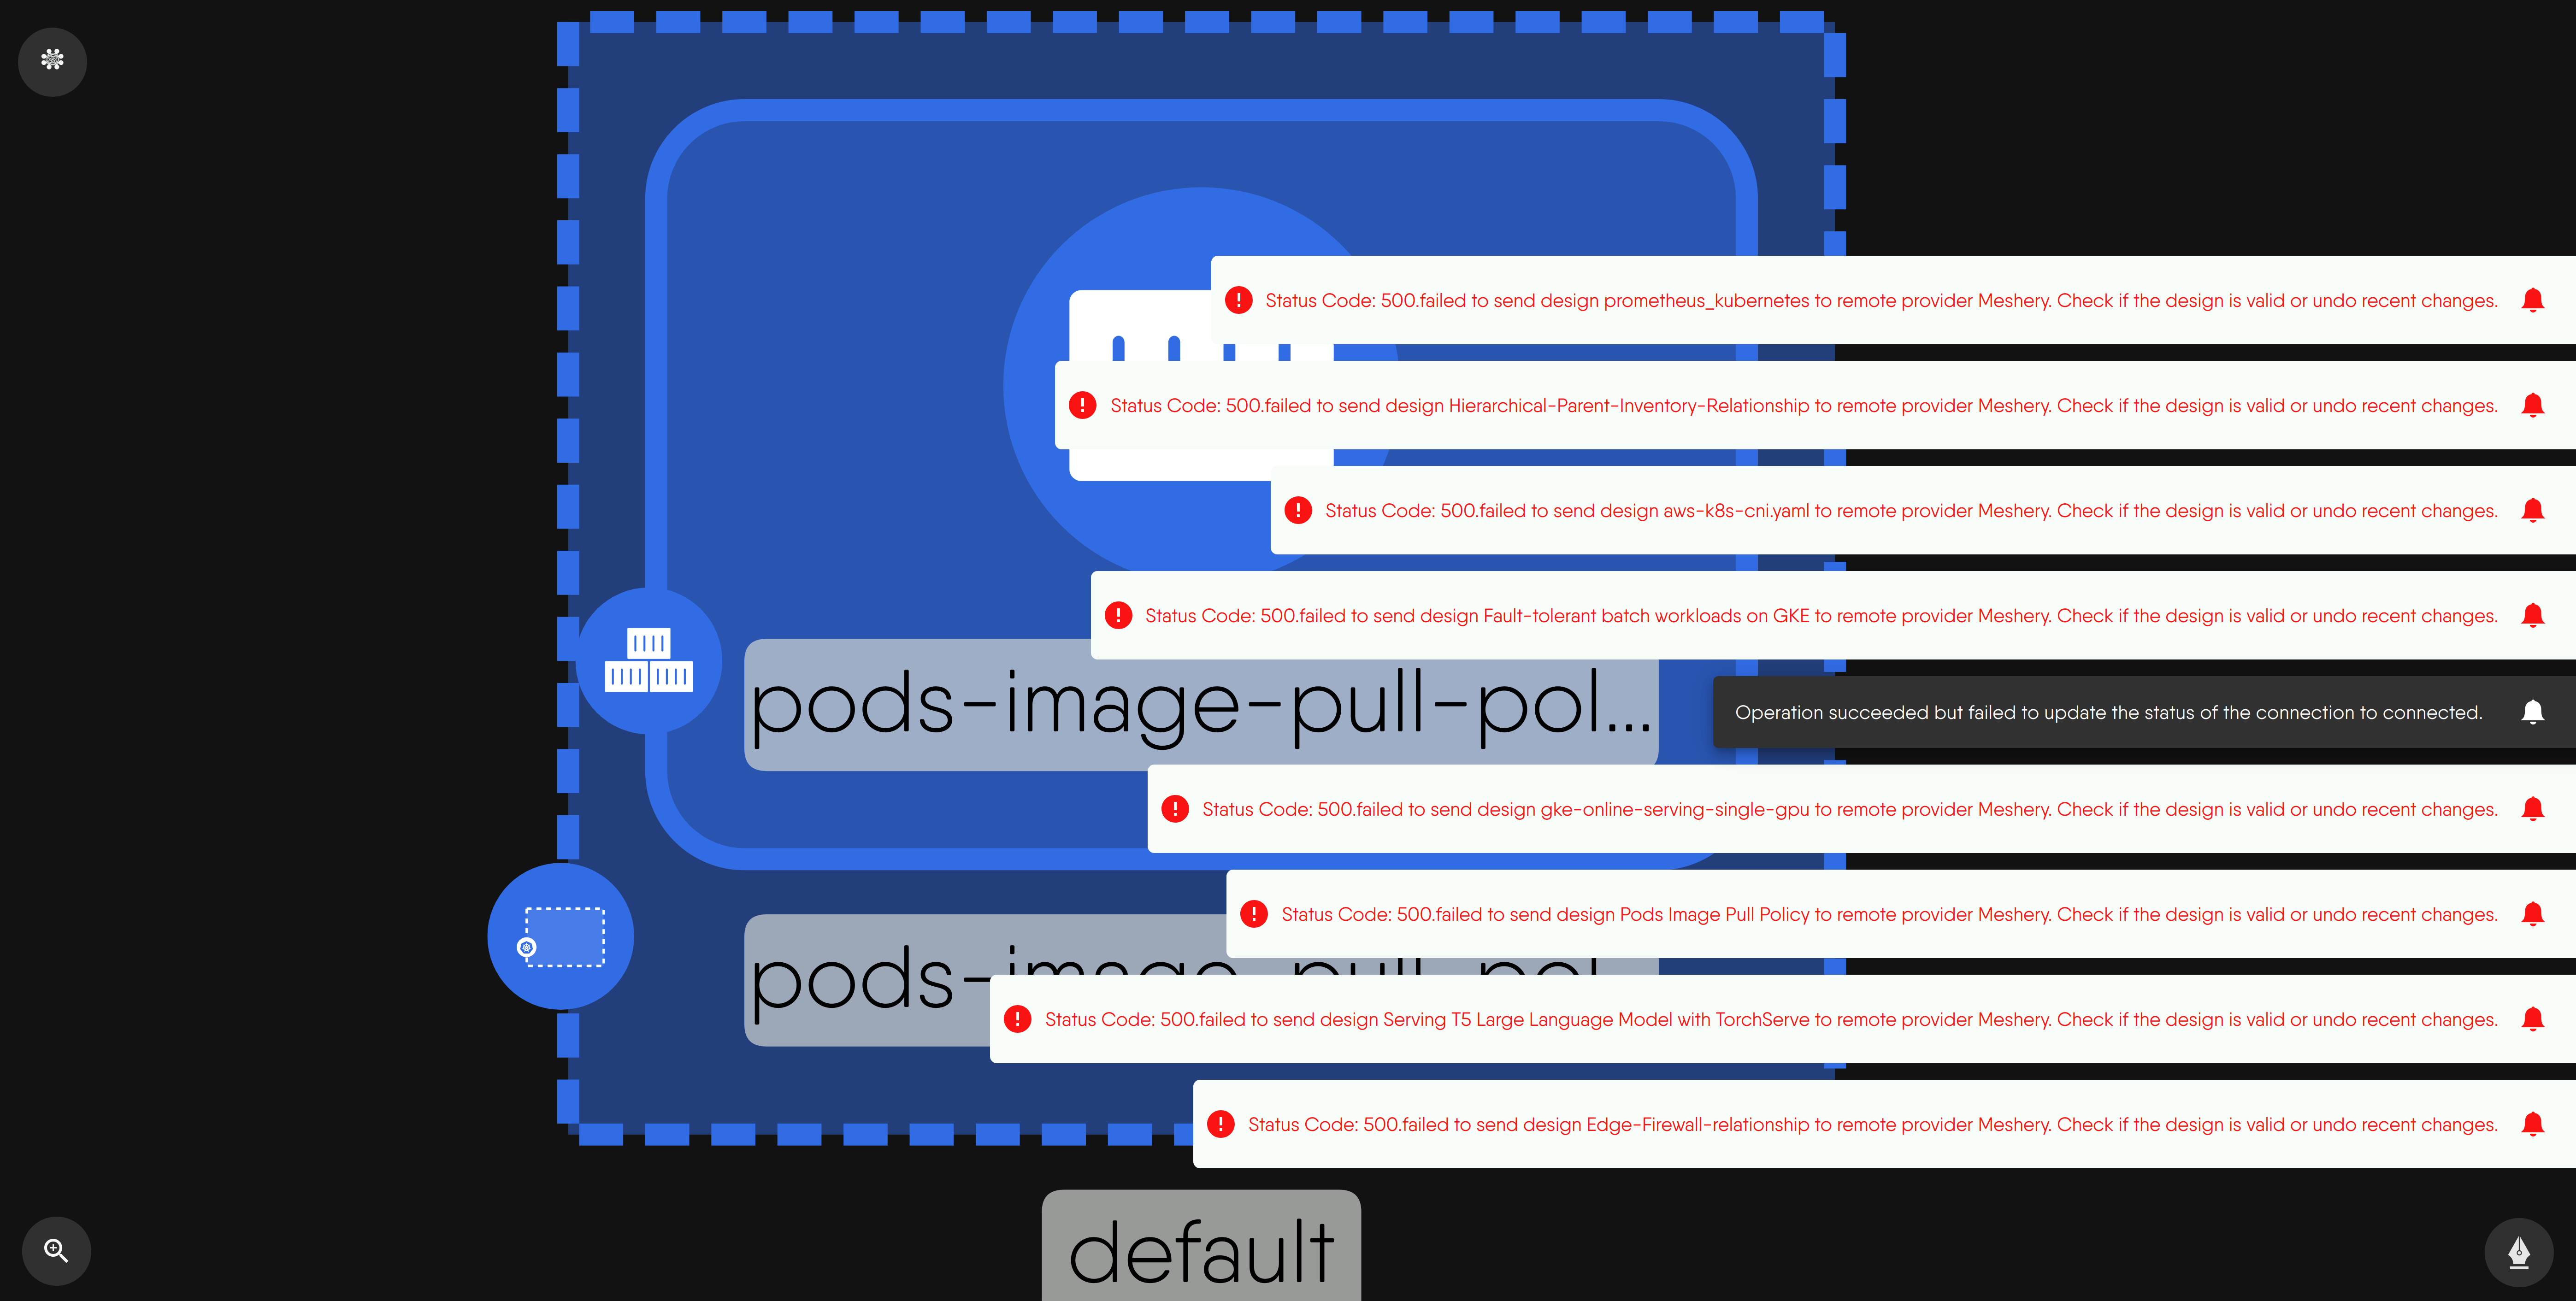 Status Code: 500.failed to send design prometheus_kubernetes to remote provider Meshery. Check if the design is valid or undo recent changes.
Status Code: 500.failed to send design Hierarchical-Parent-Inventory-Relationship to remote provider Meshery. Check if the design is valid or undo recent changes.
Status Code: 500.failed to send design aws-k8s-cni.yaml to remote provider Meshery. Check if the design is valid or undo recent changes.
Status Code: 500.failed to send design Fault-tolerant batch workloads on GKE to remote provider Meshery. Check if the design is valid or undo recent changes.
pods-image-pull-pol...
Operation succeeded but failed to update the status of the connection to connected.
Status Code: 500.failed to send design gke-online-serving-single-gpu to remote provider Meshery. Check if the design is valid or undo recent changes.
Status Code: 500.failed to send design Pods Image Pull Policy to remote provider Meshery. Check if the design is valid or undo recent changes.
pods-image-pull-pol
Status Code: 500.failed to send design Serving T5 Large Language Model with TorchServe to remote provider Meshery. Check if the design is valid or undo recent changes.
Status Code: 500.failed to send design Edge-Firewall-relationship to remote provider Meshery. Check if the design is valid or undo recent changes.
default